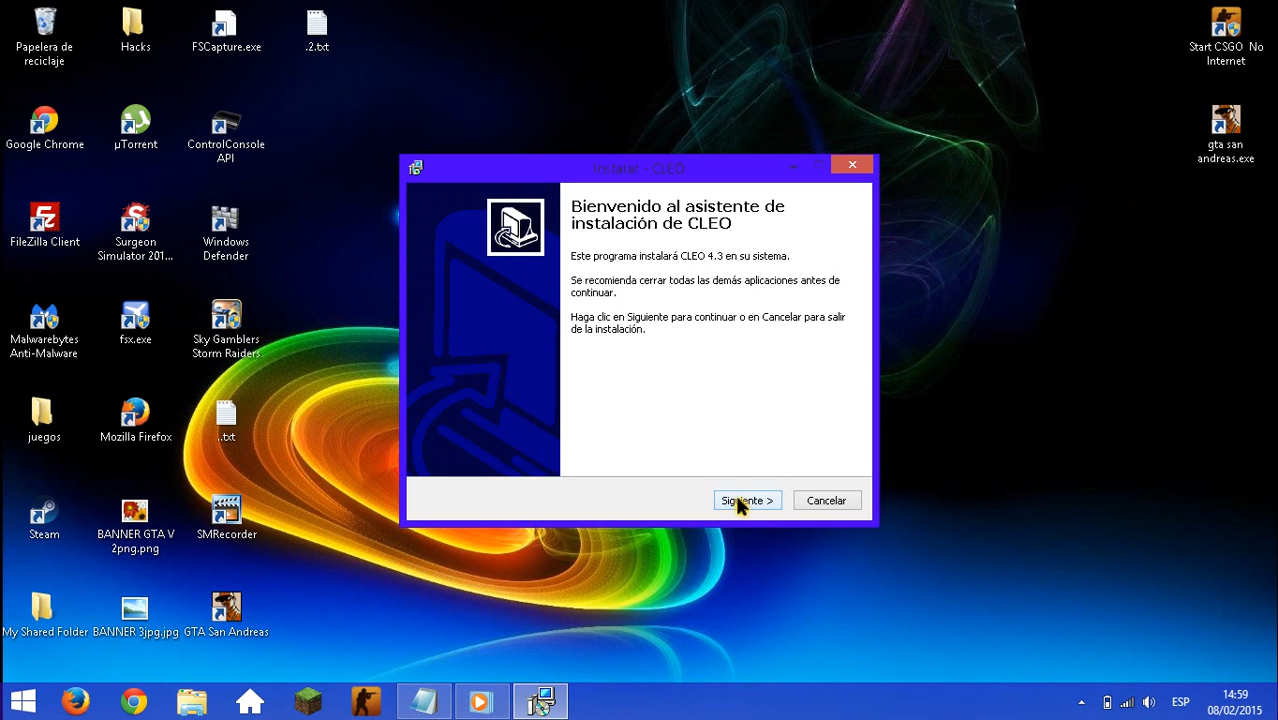 Papelera de
reciclaje
Hacks
FSCapture.exe
.2.txt
Start CSGO No
Internet
Google Chrome
µTorrent
ControlConsole
API
gta san
andreas.exe
FileZilla Client
Surgeon
Simulator 201...
Windows
Defender
Malwarebytes
Anti-Malware
fsx.exe
Sky Gamblers
Storm Raiders
juegos
Mozilla Firefox
..txt
Steam
BANNER GTA V
2png.png
SMRecorder
My Shared Folder
BANNER 3jpg.jpg
GTA San Andreas
Instalar - CLEO
Bienvenido al asistente de
instalación de CLEO
Este programa instalará CLEO 4.3 en su sistema.
Se recomienda cerrar todas las demás aplicaciones antes de
continuar.
Haga clic en Siguiente para continuar o en Cancelar para salir
de la instalación.
Siguiente >
Cancelar
ESP
14:59
08/02/2015